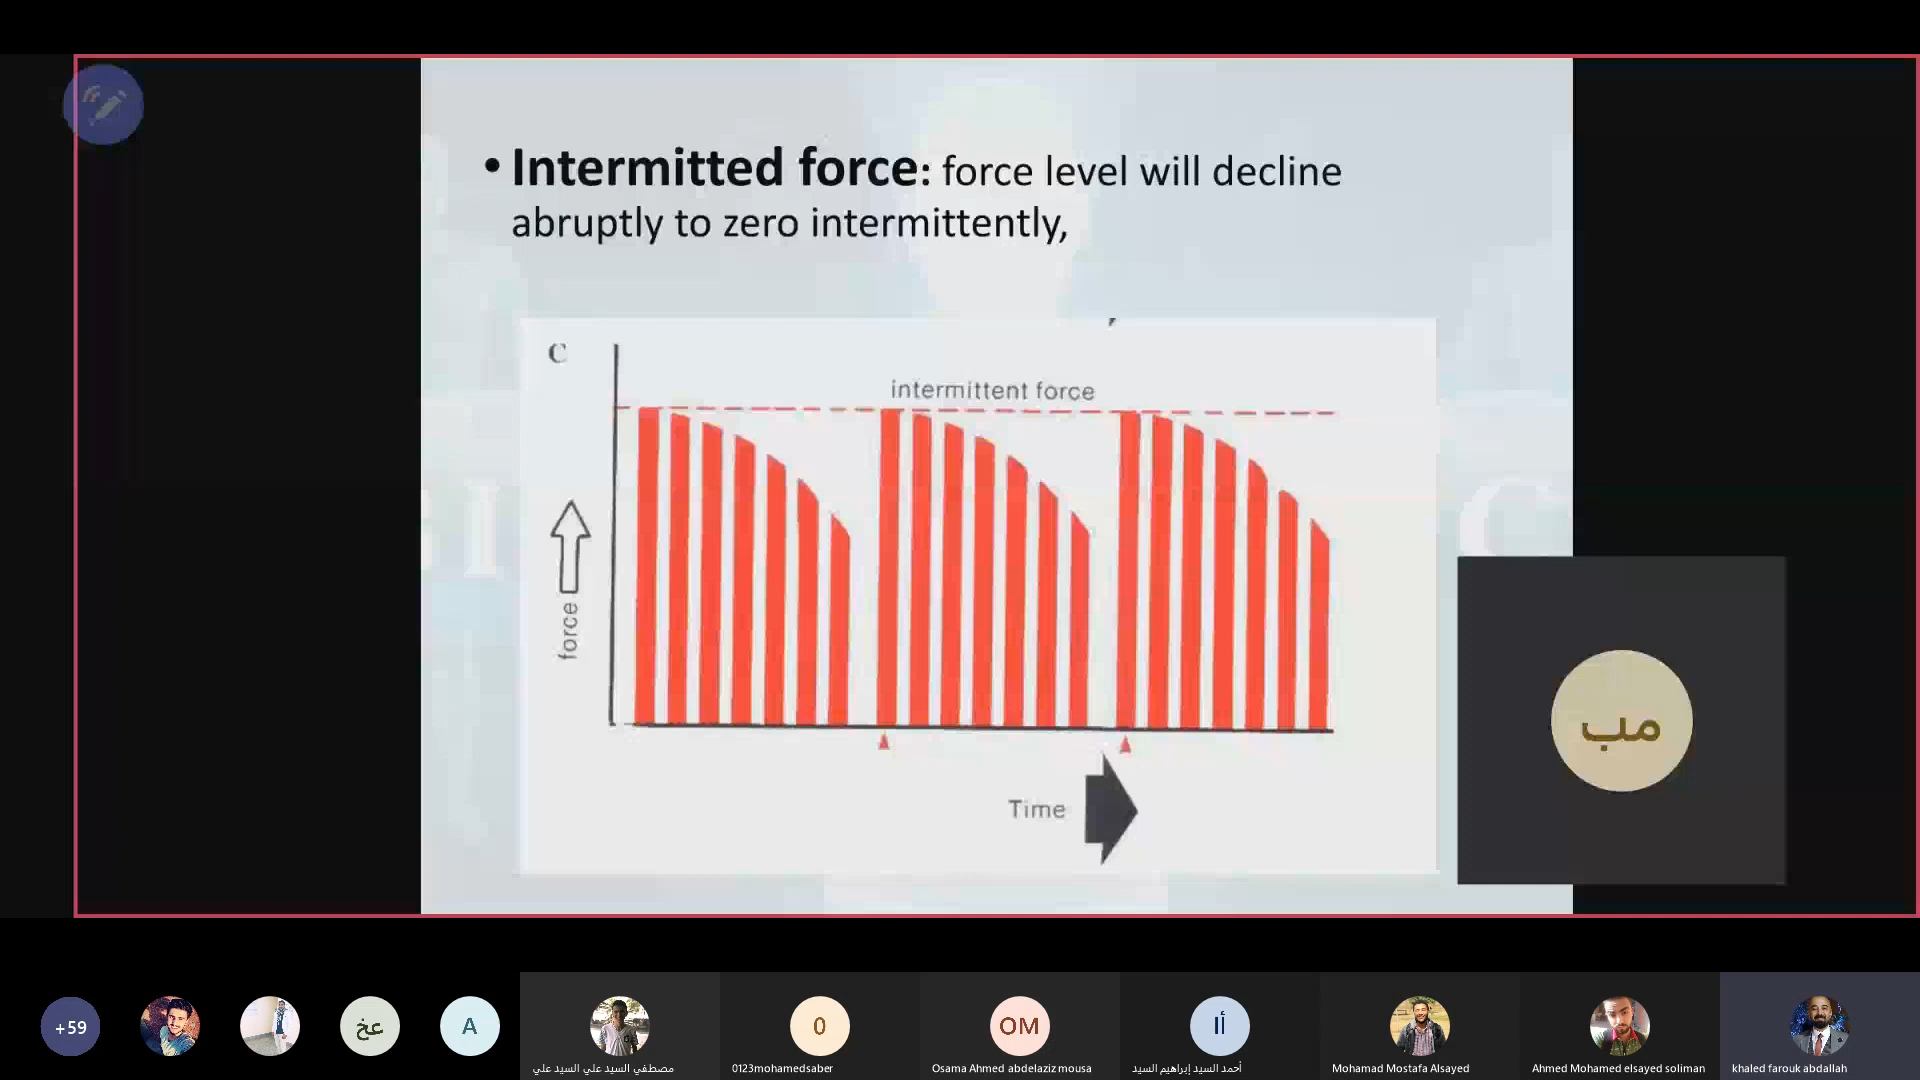 • Intermitted force: force level will decline
abruptly to zero intermittently,
C
intermittent force
force
Time
مب
+59
عخ
A
0
OM
أا
مصطفي السيد علي السيد علي
0123mohamedsaber
Osama Ahmed abdelaziz mousa
أحمد السيد إبراهيم السيد
Mohamad Mostafa Alsayed
Ahmed Mohamed elsayed soliman
khaled farouk abdallah